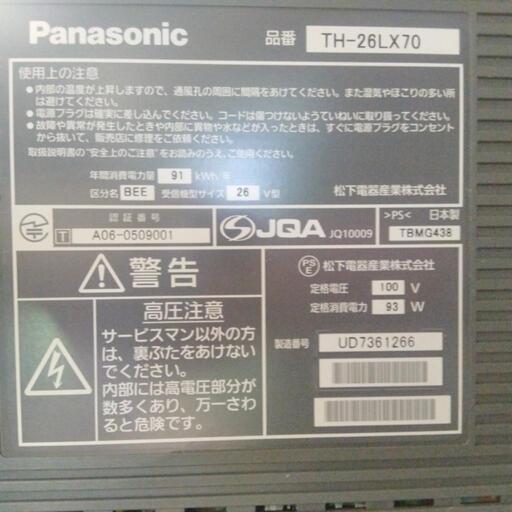 Panasonic
品番 TH-26LX70
使用上の注意
●内部の温度が上昇しますので、通風孔の周囲に間隔をあけてください。また湿気やほこりの多い所は避けてください。
●電源プラグは確実に差し込んでください。コードは傷つけないようていねいに取り扱ってください。
●故障や異常が発生したときや内部に異物や水などが入ったときは、すぐに電源プラグをコンセントから抜いて、販売店に修理をご依頼ください。
取扱説明書の"安全上のご注意"をお読みのうえ、ご使用ください。
年間消費電力量 91 kWh/年
区分名 BEE 受信機型サイズ 26 V型
松下電器産業株式会社
認証番号
T A06-0509001
JQA JQ10009
>PS< 日本製
TBMG438
警告
高圧注意
サービスマン以外の方は、裏ぶたをあけないでください。
内部には高電圧部分が数多くあり、万一さわると危険です。
PSE 松下電器産業株式会社
定格電圧 100 V
定格消費電力 93 W
製造番号 UD7361266